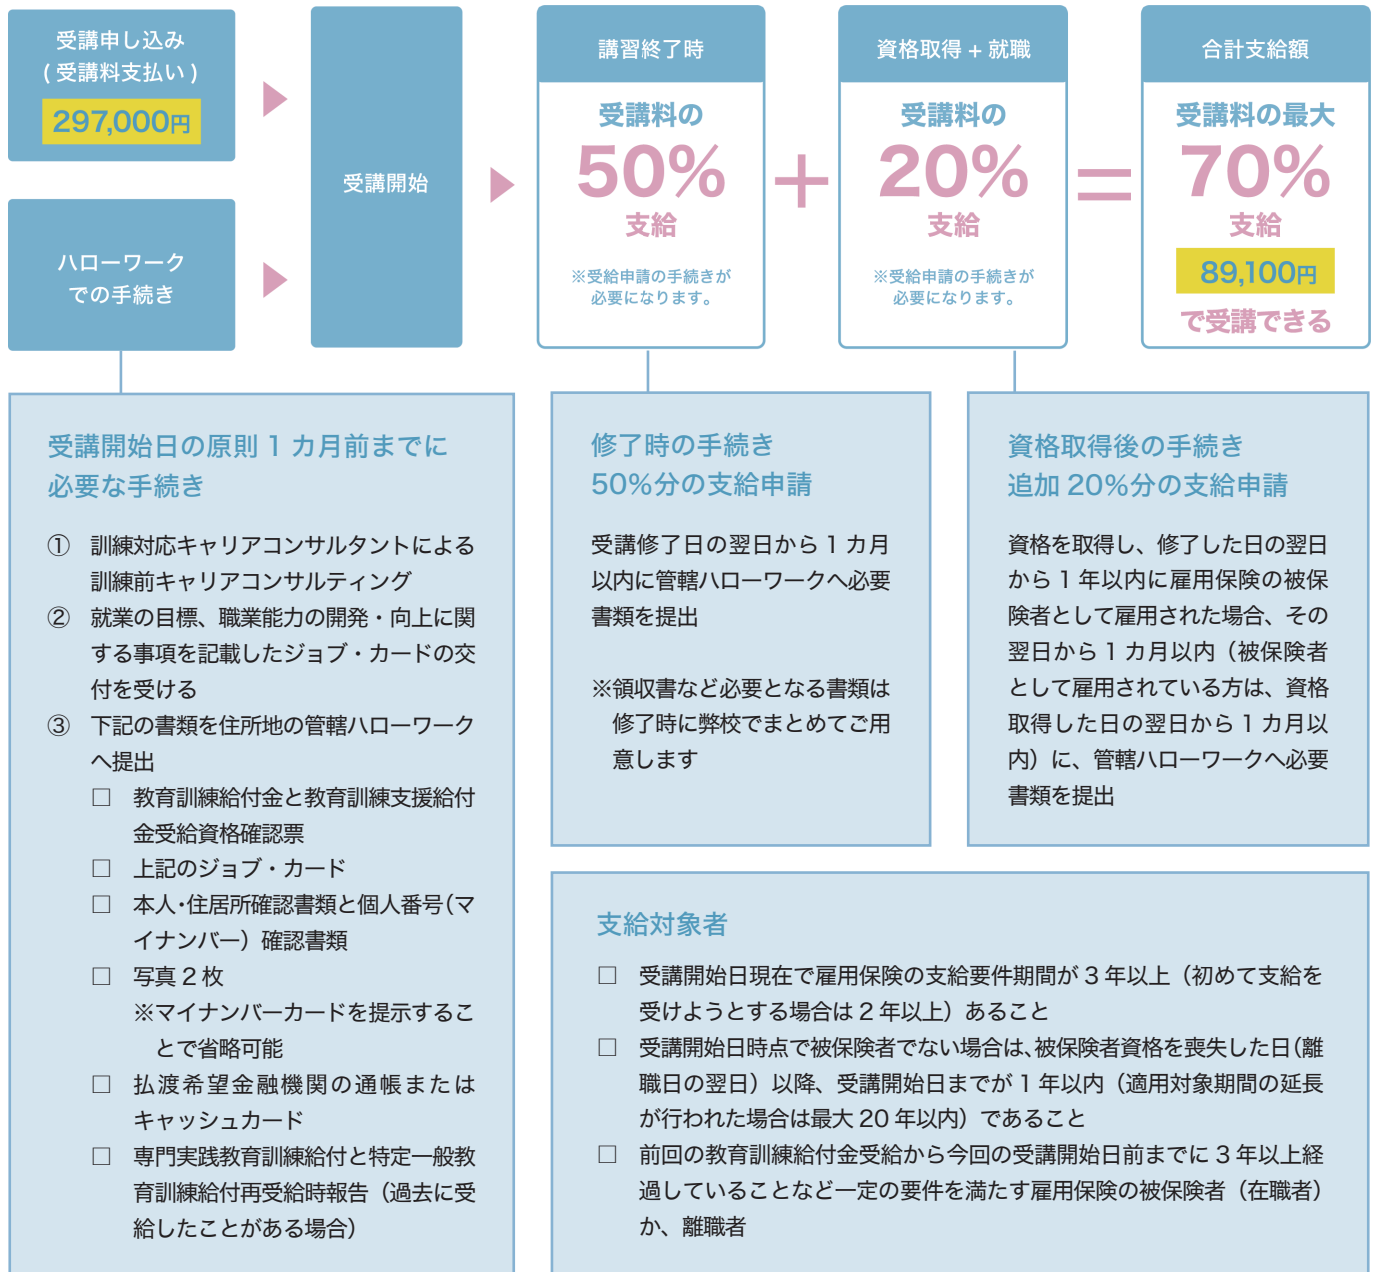 受講申し込み
( 受講料支払い )
297,000円
ハローワーク
での手続き
受講開始
講習終了時
受講料の
50%
支給
※受給申請の手続きが
必要になります。
+
資格取得 + 就職
受講料の
20%
支給
※受給申請の手続きが
必要になります。
=
合計支給額
受講料の最大
70%
支給
89,100円
で受講できる
受講開始日の原則 1 カ月前までに
必要な手続き
① 訓練対応キャリアコンサルタントによる
訓練前キャリアコンサルティング
② 就業の目標、職業能力の開発・向上に関
する事項を記載したジョブ・カードの交
付を受ける
③ 下記の書類を住所地の管轄ハローワーク
へ提出
□ 教育訓練給付金と教育訓練支援給付
金受給資格確認票
□ 上記のジョブ・カード
□ 本人・住居所確認書類と個人番号（マ
イナンバー）確認書類
□ 写真 2 枚
※マイナンバーカードを提示するこ
とで省略可能
□ 払渡希望金融機関の通帳または
キャッシュカード
□ 専門実践教育訓練給付と特定一般教
育訓練給付再受給時報告（過去に受
給したことがある場合）
修了時の手続き
50%分の支給申請
受講修了日の翌日から 1 カ月
以内に管轄ハローワークへ必要
書類を提出
※領収書など必要となる書類は
修了時に弊校でまとめてご用
意します
資格取得後の手続き
追加 20%分の支給申請
資格を取得し、修了した日の翌日
から 1 年以内に雇用保険の被保
険者として雇用された場合、その
翌日から 1 カ月以内（被保険者
として雇用されている方は、資格
取得した日の翌日から 1 カ月以
内）に、管轄ハローワークへ必要
書類を提出
支給対象者
□ 受講開始日現在で雇用保険の支給要件期間が 3 年以上（初めて支給を
受けようとする場合は 2 年以上）あること
□ 受講開始日時点で被保険者でない場合は、被保険者資格を喪失した日（離
職日の翌日）以降、受講開始日までが 1 年以内（適用対象期間の延長
が行われた場合は最大 20 年以内）であること
□ 前回の教育訓練給付金受給から今回の受講開始日前までに 3 年以上経
過していることなど一定の要件を満たす雇用保険の被保険者（在職者）
か、離職者